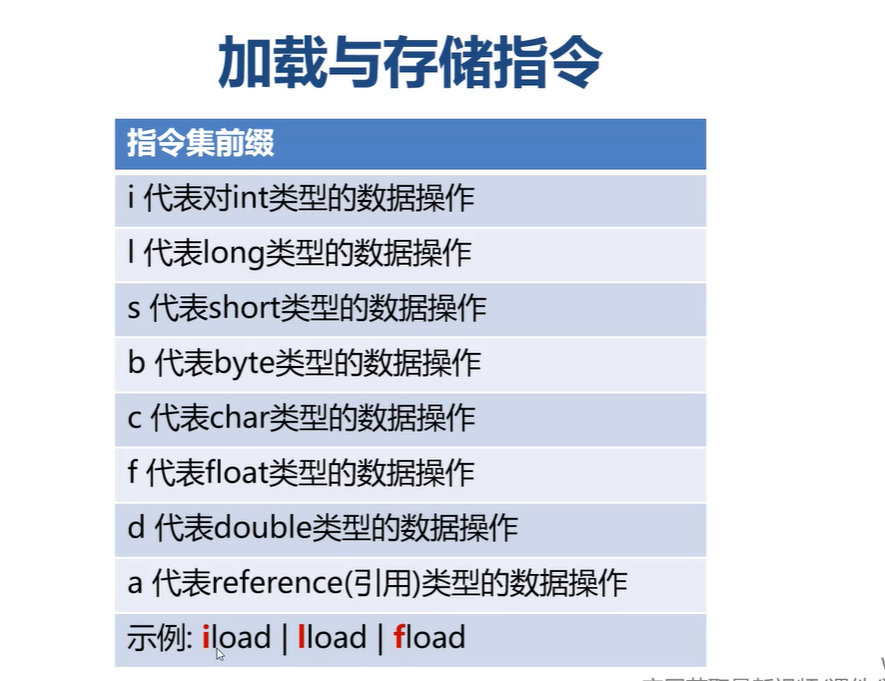 加载与存储指令
指令集前缀
i 代表对int类型的数据操作
l 代表long类型的数据操作
s 代表short类型的数据操作
b 代表byte类型的数据操作
c 代表char类型的数据操作
f 代表float类型的数据操作
d 代表double类型的数据操作
a 代表reference(引用)类型的数据操作
示例: iload | lload | fload